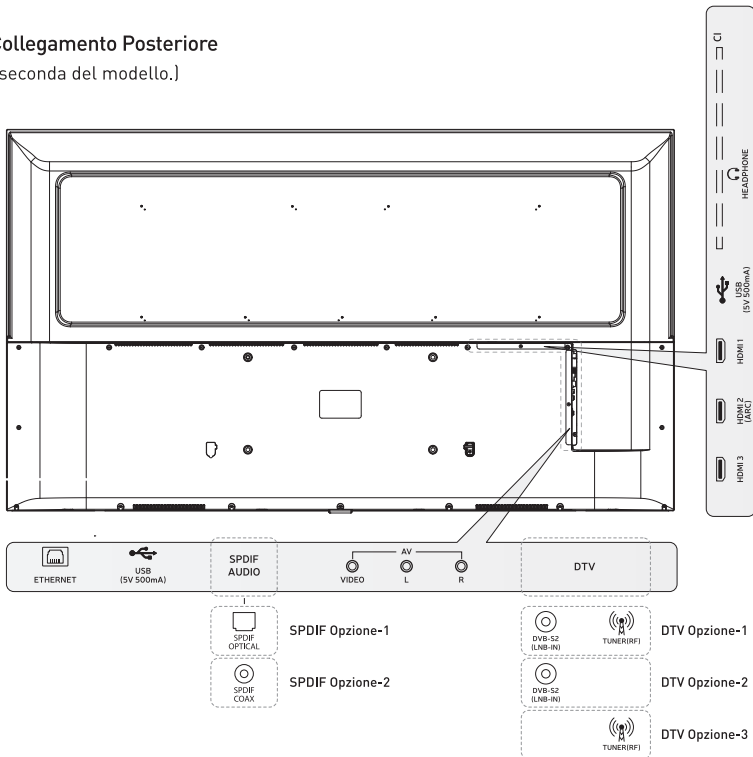 Collegamento Posteriore
seconda del modello.)
CI
HEADPHONE
USB
(5V 500mA)
HDMI 1
HDMI 2
(ARC)
HDMI 3
ETHERNET
USB
(5V 500mA)
SPDIF
AUDIO
AV
VIDEO
L
R
DTV
SPDIF
OPTICAL
SPDIF Opzione-1
DVB-S2
(LNB-IN)
TUNER(RF)
DTV Opzione-1
SPDIF
COAX
SPDIF Opzione-2
DVB-S2
(LNB-IN)
DTV Opzione-2
TUNER(RF)
DTV Opzione-3